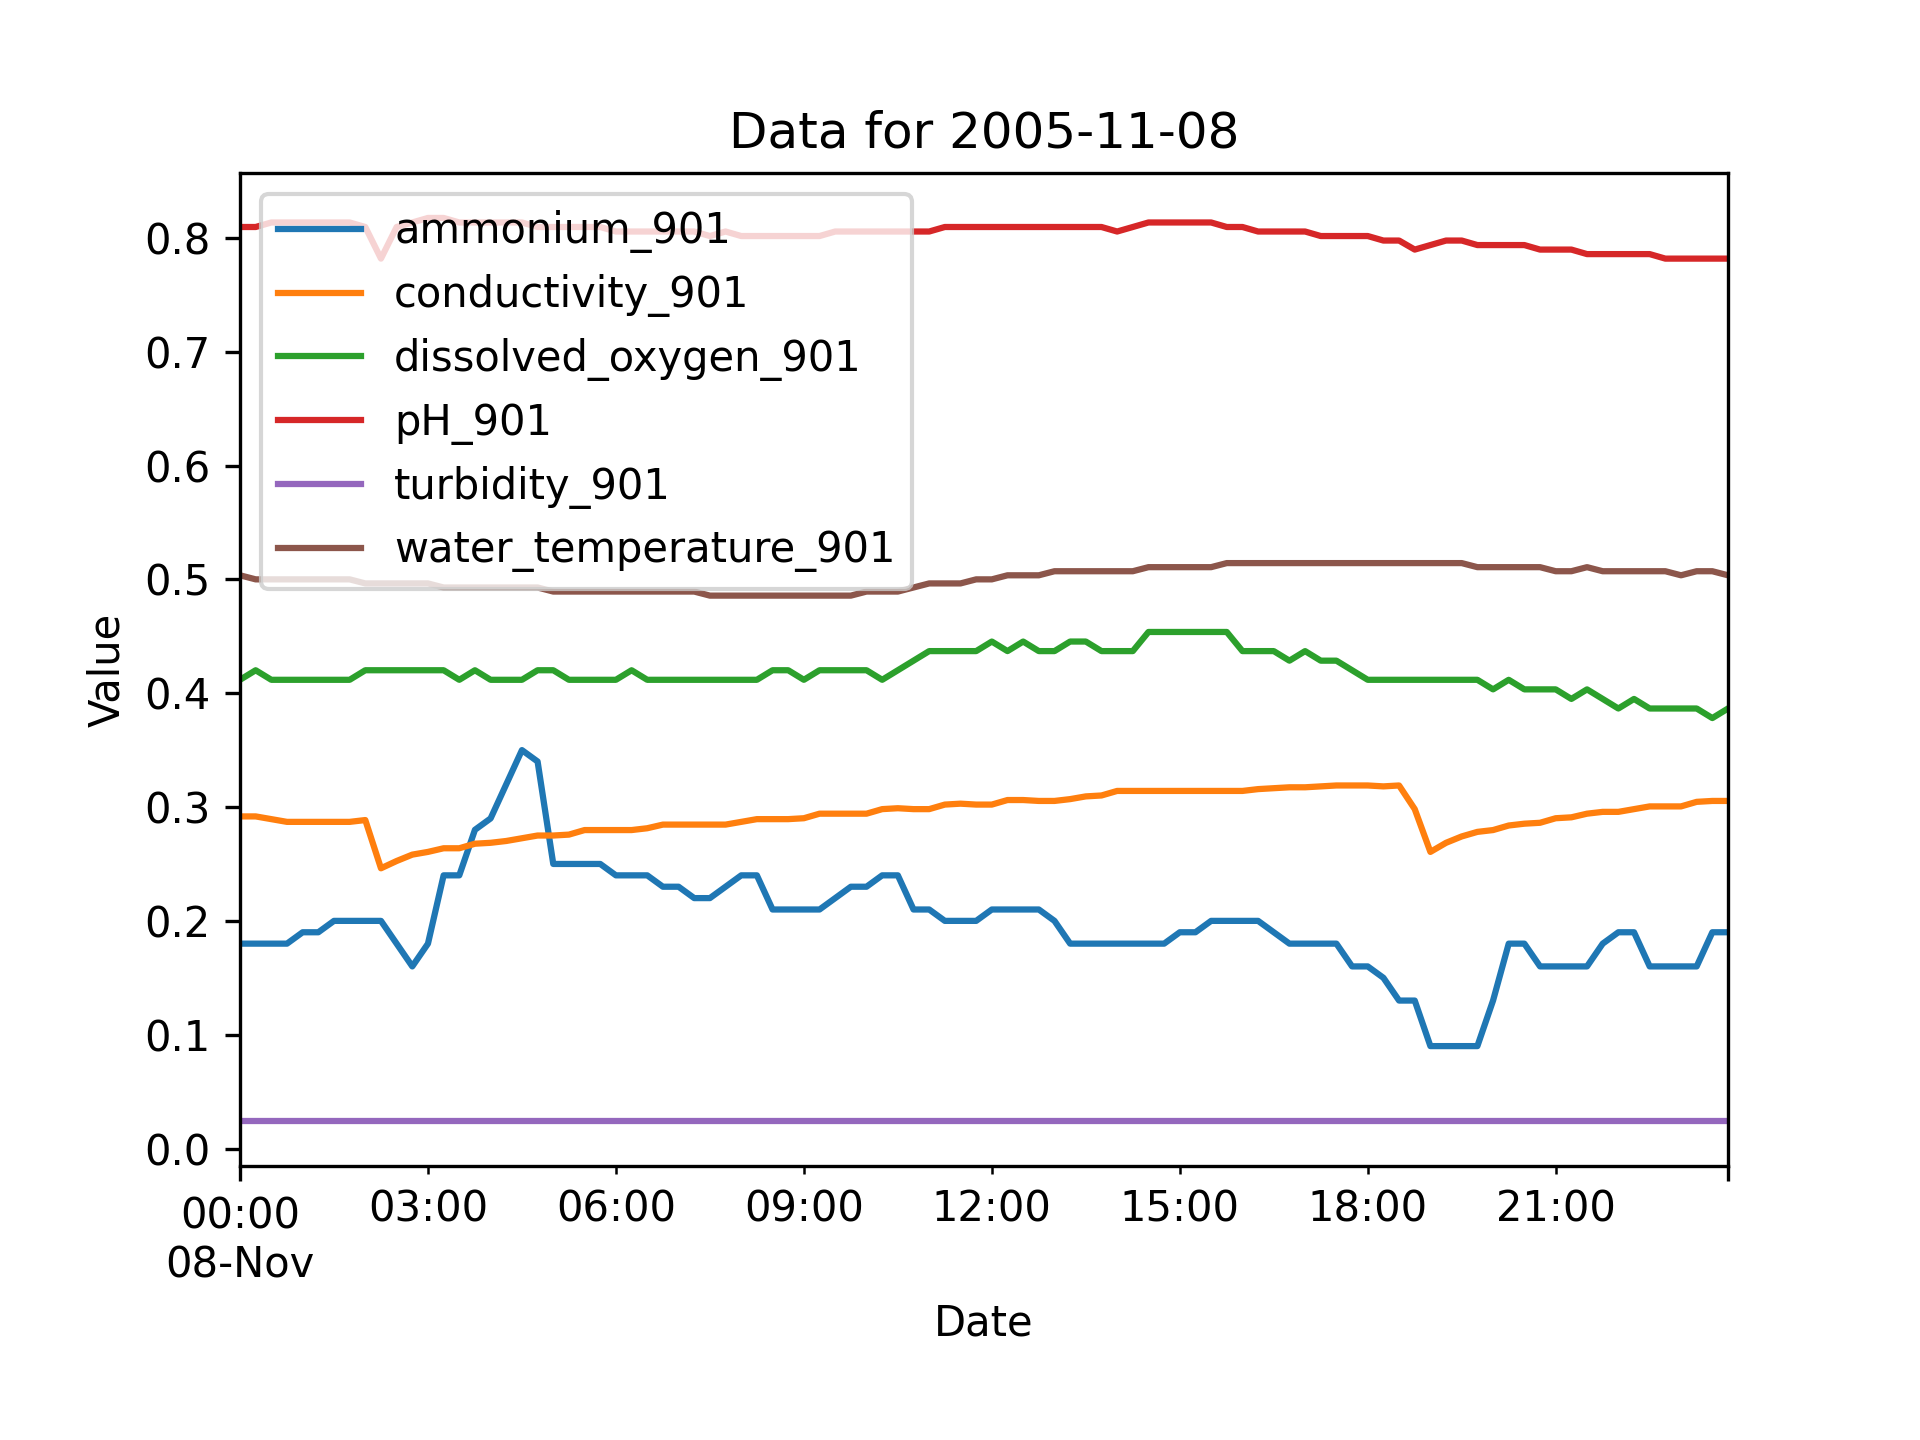 Data for 2005-11-08
ammonium_901
conductivity_901
dissolved_oxygen_901
pH_901
turbidity_901
water_temperature_901
0.8
0.7
0.6
0.5
0.4
0.3
0.2
0.1
0.0
Value
00:00 03:00 06:00 09:00 12:00 15:00 18:00 21:00
08-Nov
Date